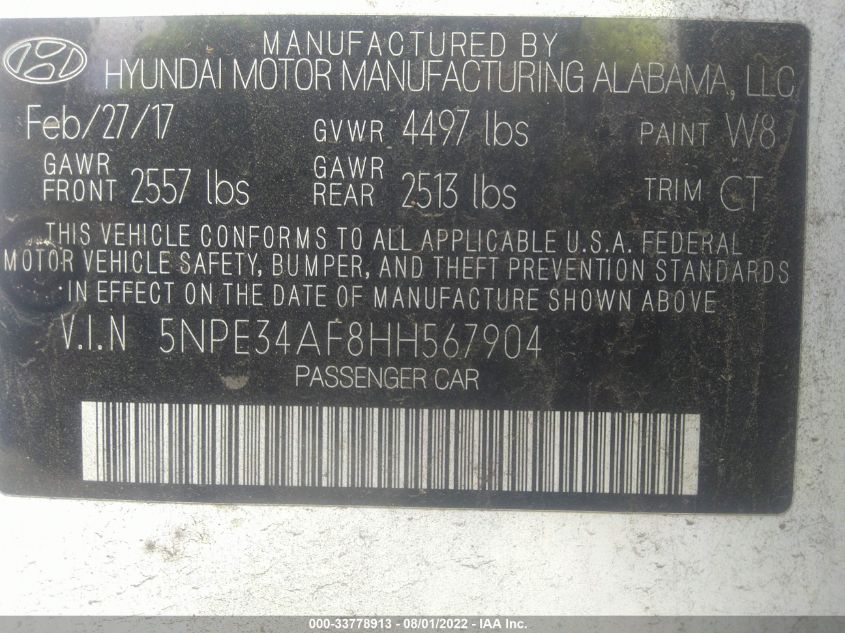 MANUFACTURED BY
HYUNDAI MOTOR MANUFACTURING ALABAMA, LLC
Feb/27/17 GVWR 4497 lbs PAINT W8
GAWR FRONT 2557 lbs GAWR REAR 2513 lbs TRIM CT
THIS VEHICLE CONFORMS TO ALL APPLICABLE U.S.A. FEDERAL
MOTOR VEHICLE SAFETY, BUMPER, AND THEFT PREVENTION STANDARDS
IN EFFECT ON THE DATE OF MANUFACTURE SHOWN ABOVE
V.I.N 5NPE34AF8HH567904
PASSENGER CAR
000-33778913 - 08/01/2022 - IAA Inc.